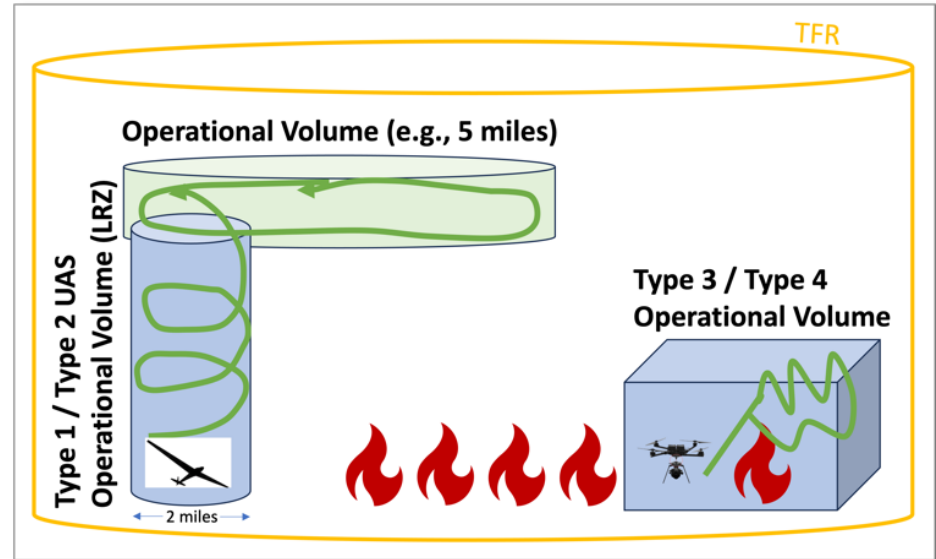 TFR
Operational Volume (e.g., 5 miles)
Type 1 / Type 2 UAS
Operational Volume (LRZ)
Type 3 / Type 4
Operational Volume
2 miles